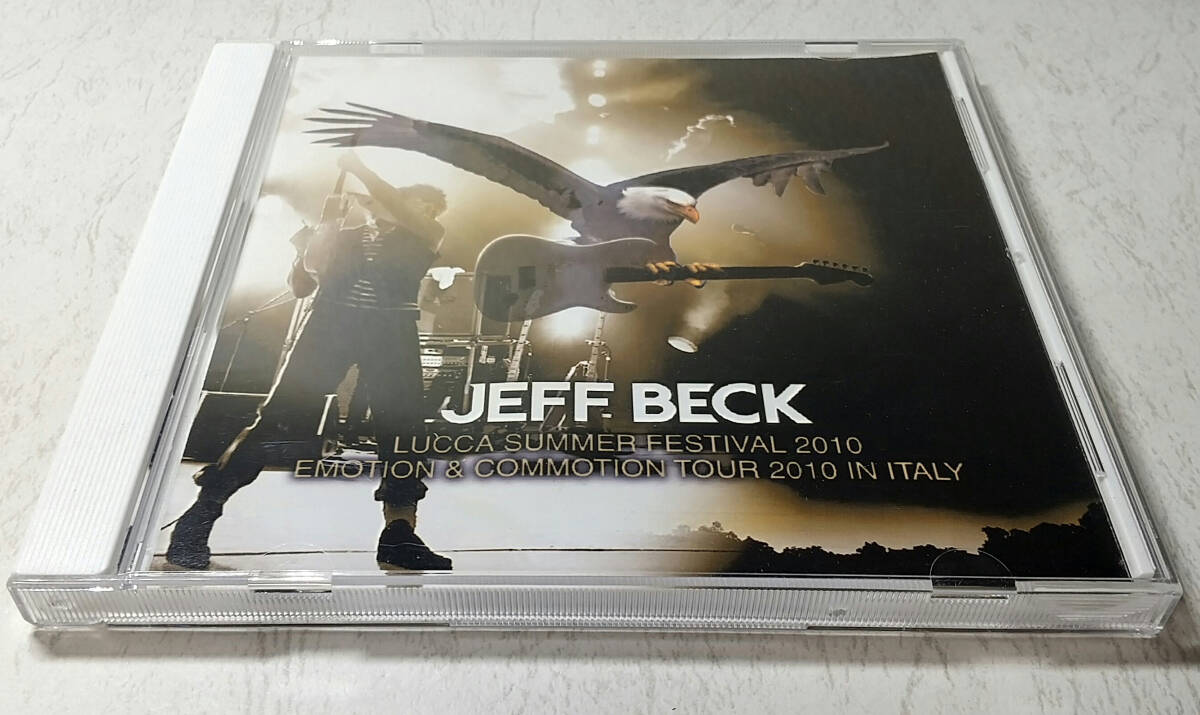 JEFF BECK
LUCCA SUMMER FESTIVAL 2010
EMOTION & COMMOTION TOUR 2010 IN ITALY